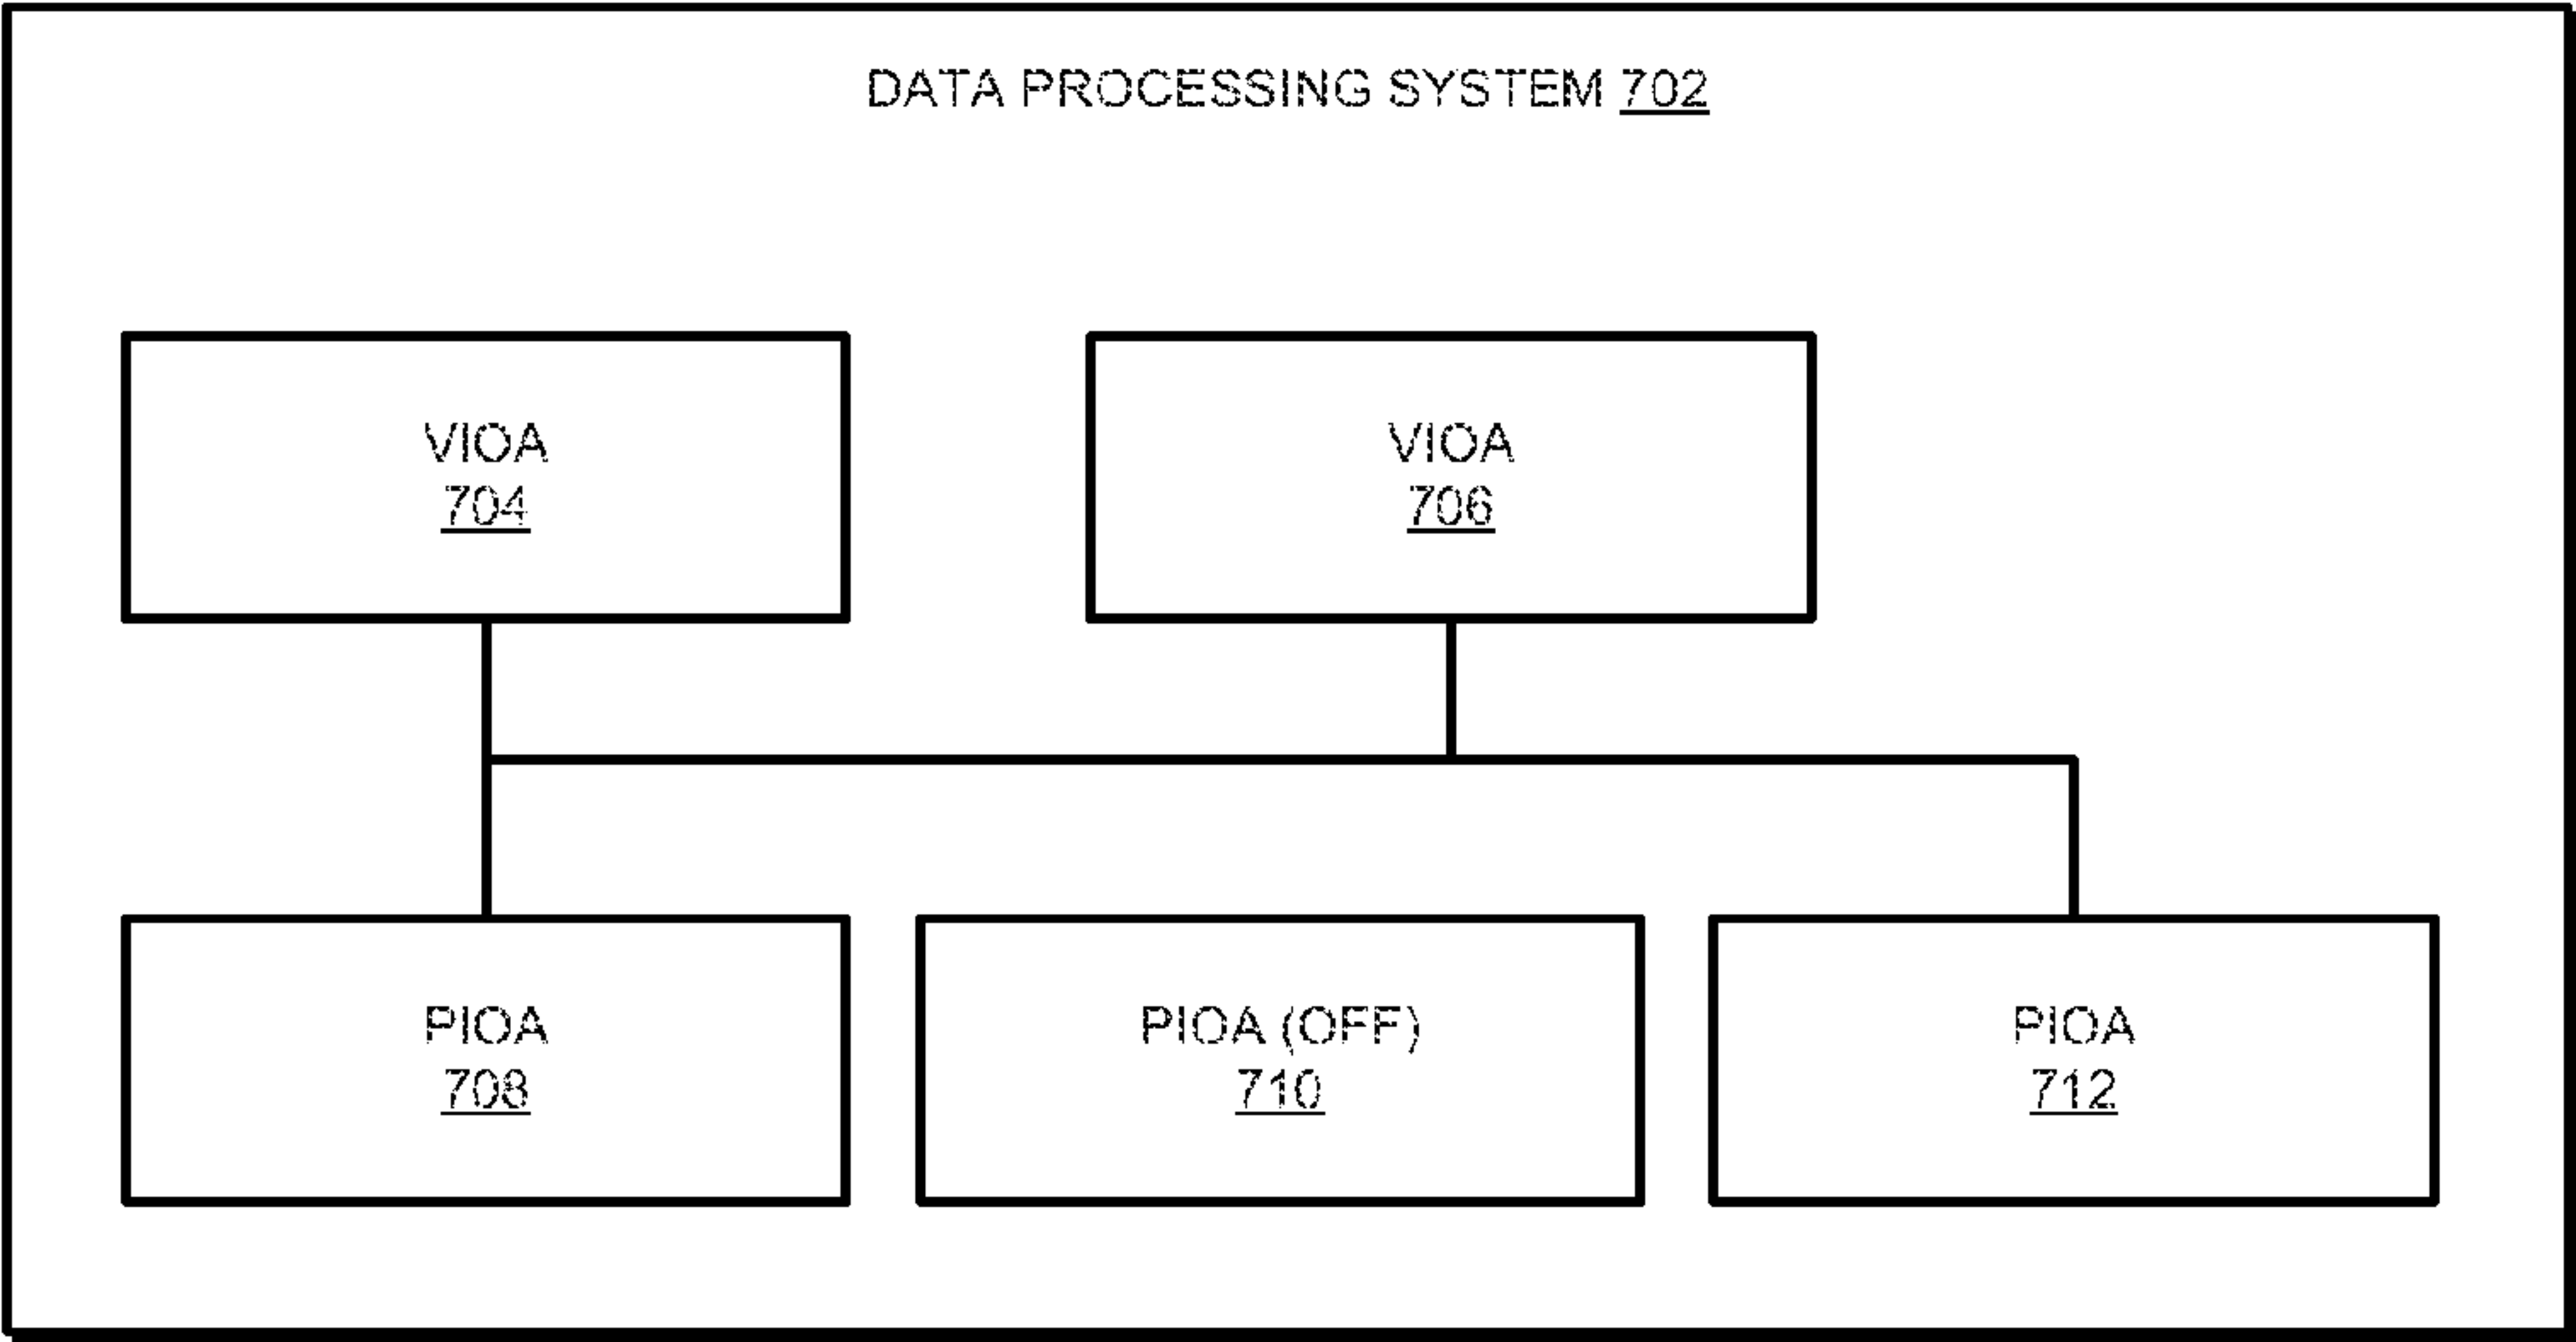 DATA PROCESSING SYSTEM 702
VIOA
704
VIOA
706
PIOA
708
PIOA (OFF)
710
PIOA
712